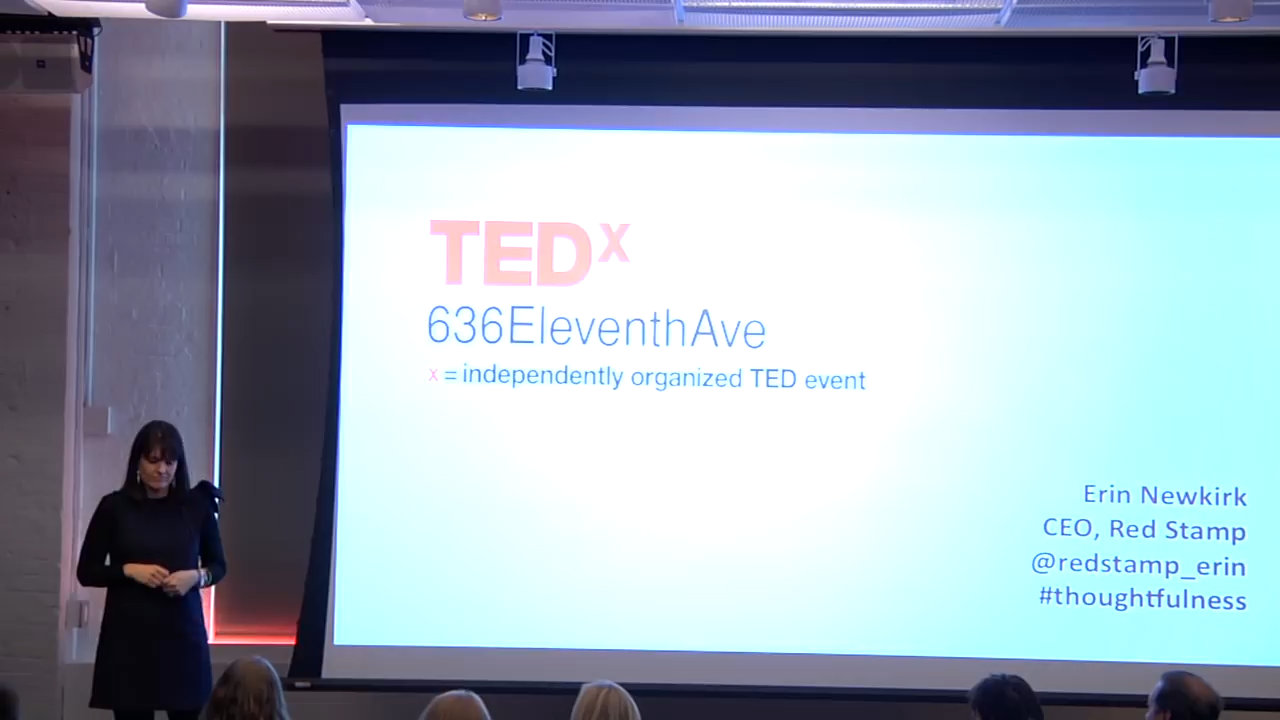 TEDx
636EleventhAve
x = independently organized TED event
Erin Newkirk
CEO, Red Stamp
@redstamp_erin
#thoughtfulness